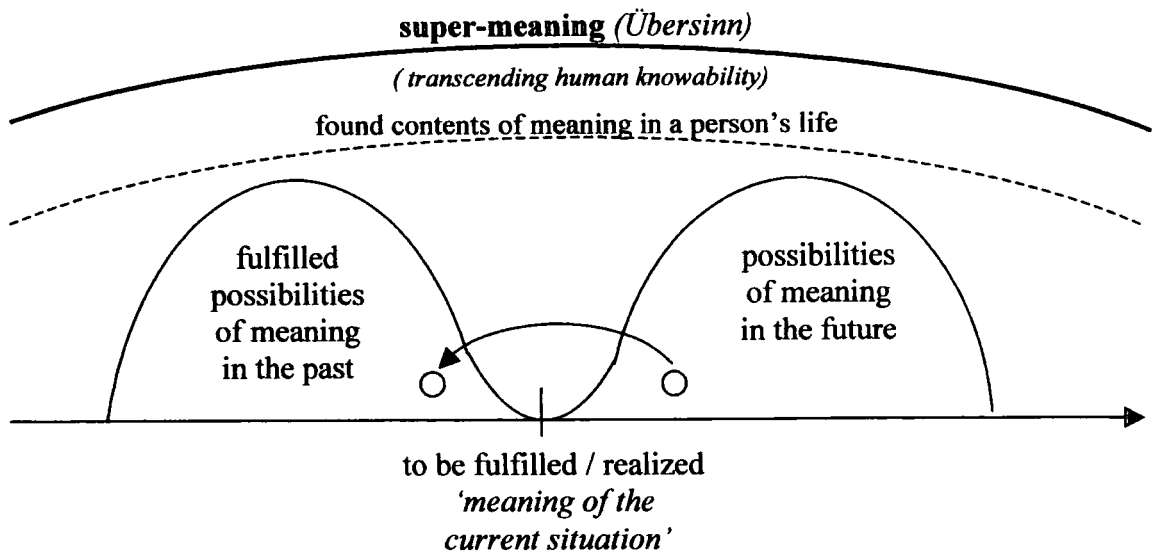 super-meaning (Übersinn)
( transcending human knowability)
found contents of meaning in a person's life
fulfilled
possibilities
of meaning
in the past
possibilities
of meaning
in the future
to be fulfilled / realized
‘meaning of the
current situation’